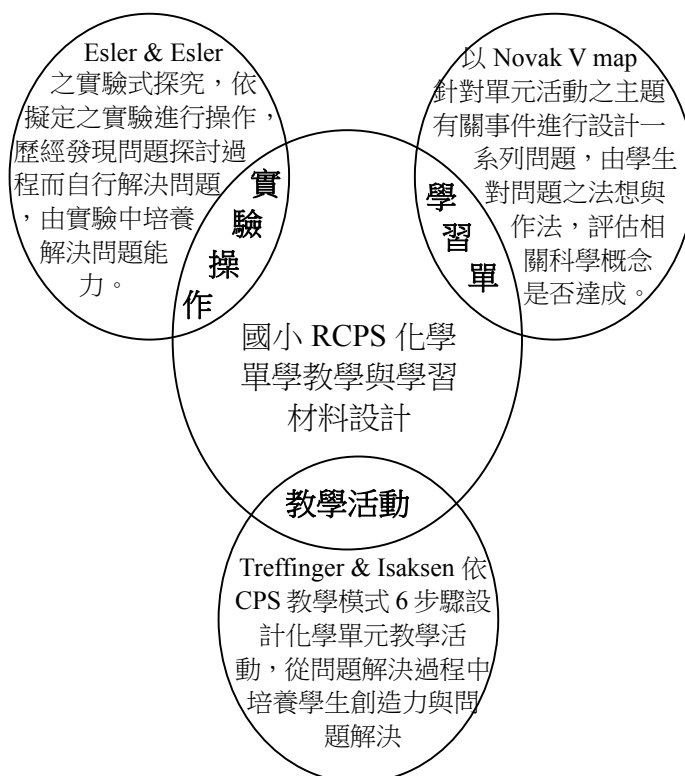 Esler & Esler
之實驗式探究，依
擬定之實驗進行操作，
歷經發現問題探討過
程而自行解決問題
，由實驗中培養
解決問題能
力。
實驗操作
以 Novak V map
針對單元活動之主題
有關事件進行設計一
系列問題，由學生
對問題之法想與
作法，評估相
關科學概念
是否達成。
學習單
國小 RCPS 化學
單學教學與學習
材料設計
教學活動
Treffinger & Isaksen 依
CPS 教學模式 6 步驟設
計化學單元教學活
動，從問題解決過程中
培養學生創造力與問
題解決